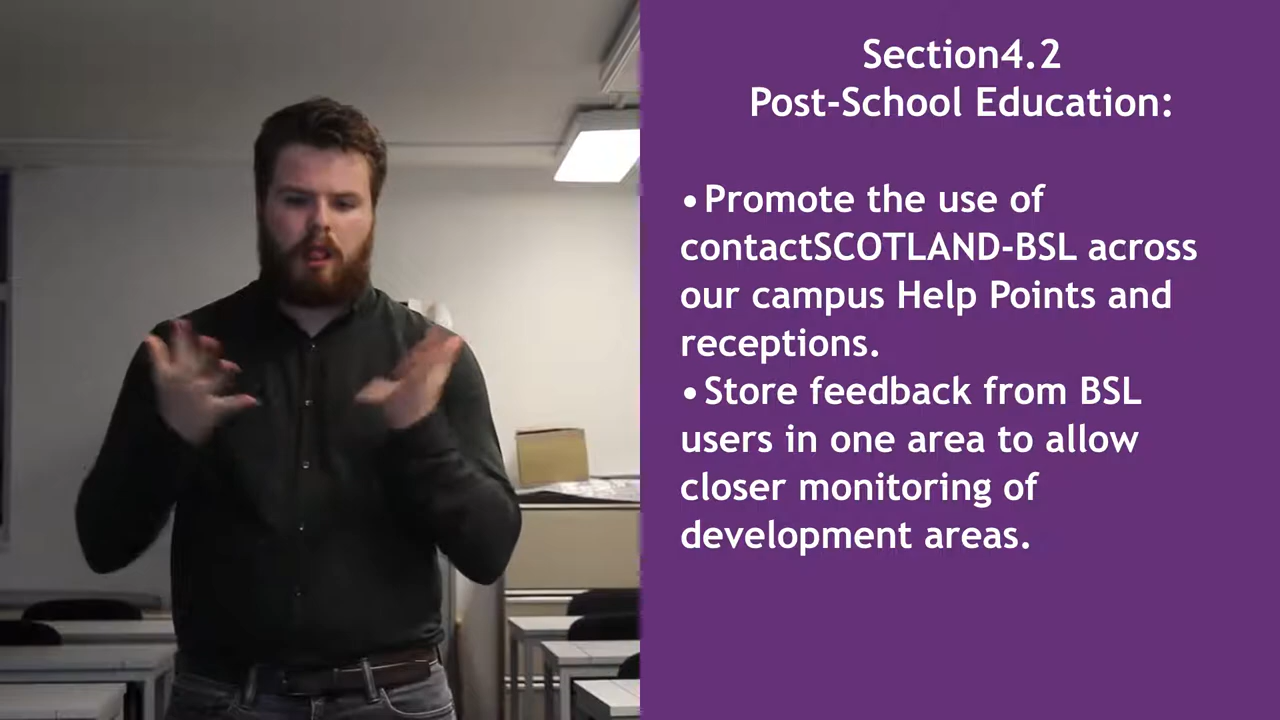 Section4.2
Post-School Education:
•Promote the use of
contactSCOTLAND-BSL across
our campus Help Points and
receptions.
•Store feedback from BSL
users in one area to allow
closer monitoring of
development areas.